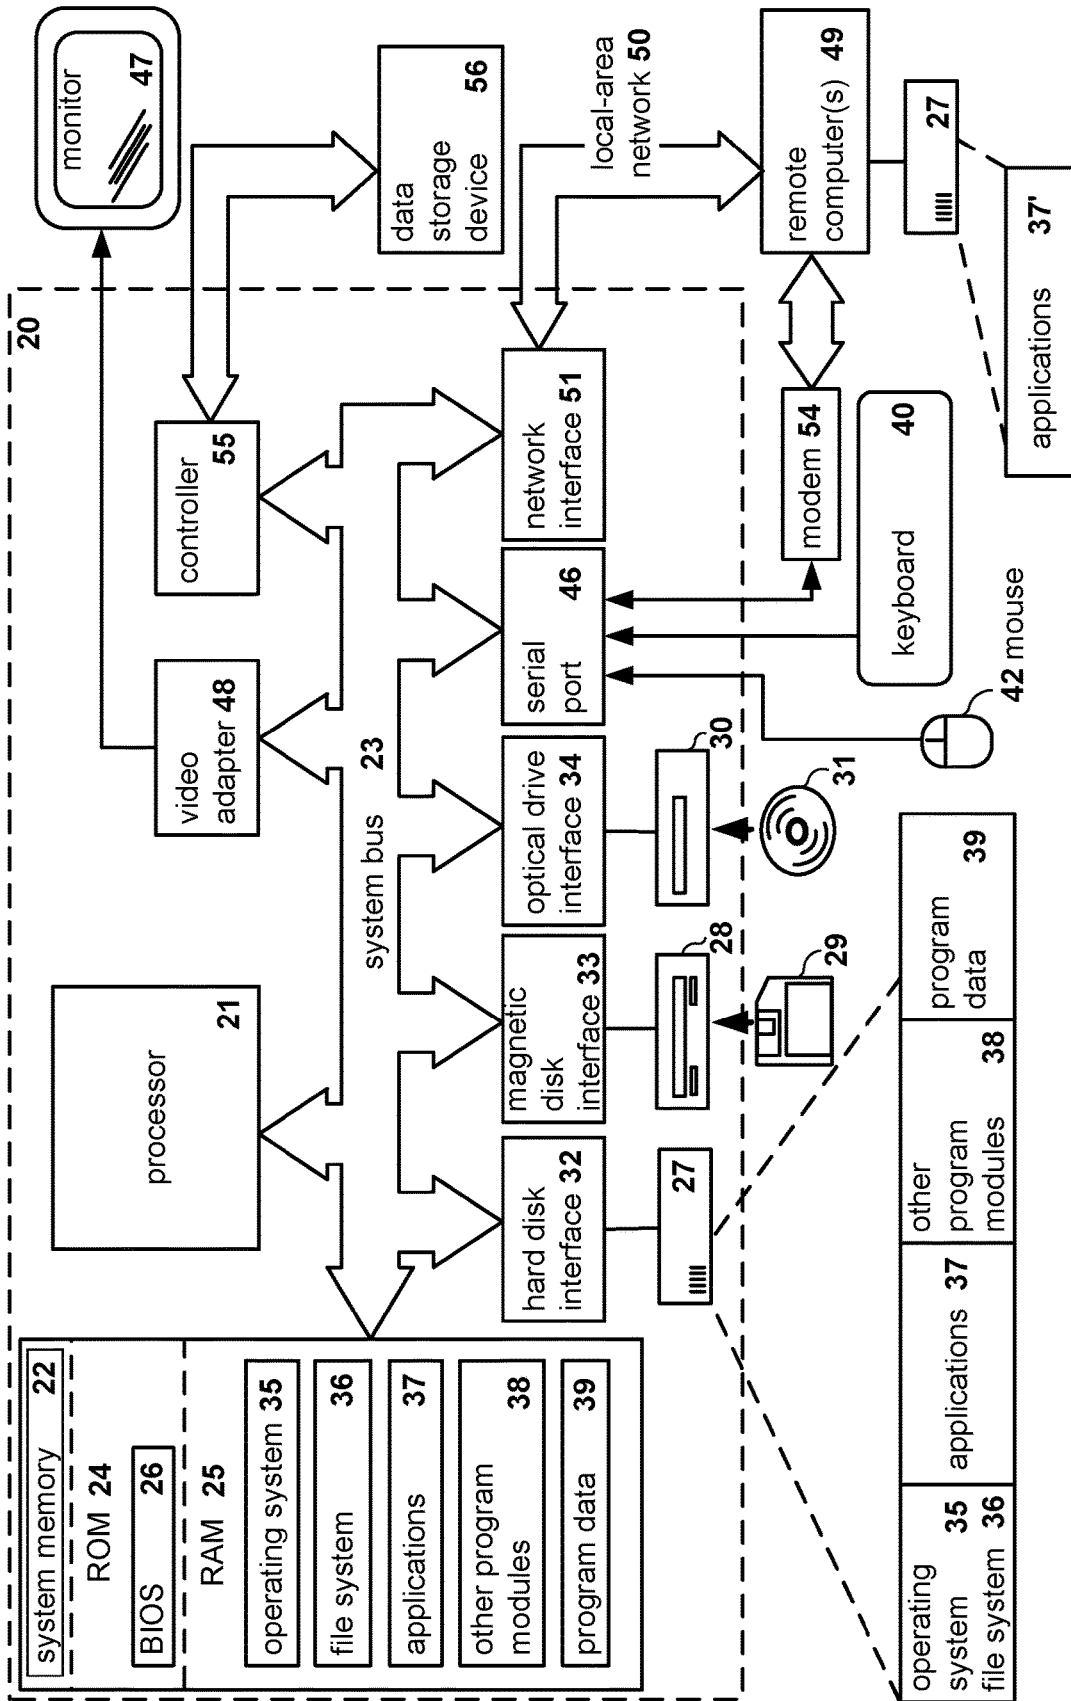 20
system memory 22
ROM 24
BIOS 26
RAM 25
operating system 35
file system 36
applications 37
other program
modules 38
program data 39
processor 21
video
adapter 48
controller
55
monitor
47
system bus 23
data
storage
device
56
hard disk
interface 32
magnetic
disk
interface 33
optical drive
interface 34
serial
port
46
network
interface 51
local-area
network 50
27
28
30
29
31
modem 54
remote
computer(s) 49
keyboard
40
42 mouse
27
operating
system 35
file system 36
applications 37
other
program
modules 38
program
data 39
applications 37'